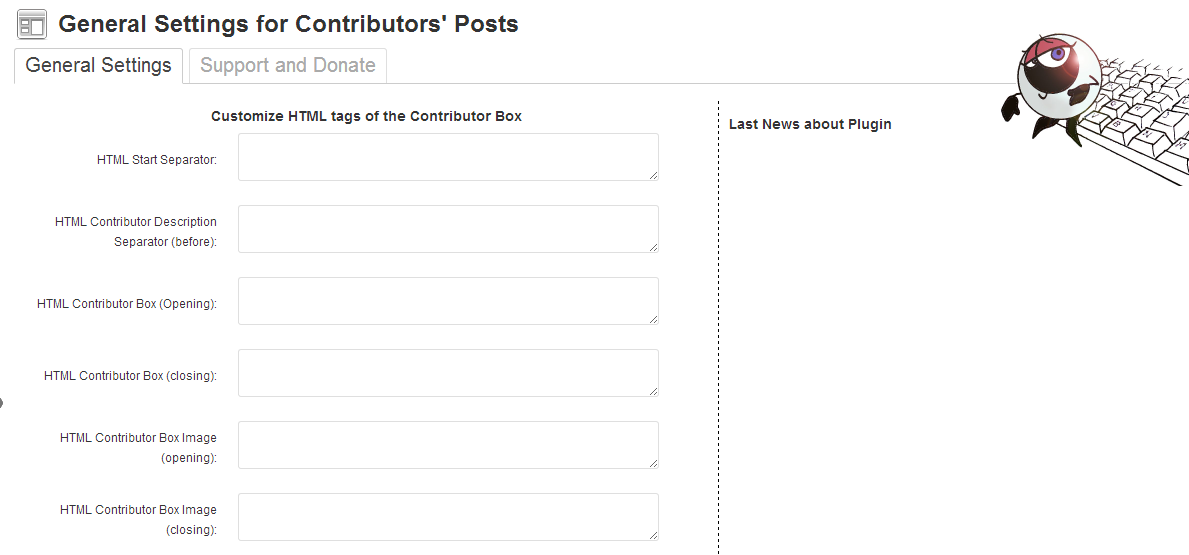 General Settings for Contributors' Posts
General Settings
Support and Donate
Customize HTML tags of the Contributor Box
HTML Start Separator:
HTML Contributor Description
Separator (before):
HTML Contributor Box (Opening):
HTML Contributor Box (closing):
HTML Contributor Box Image
(opening):
HTML Contributor Box Image
(closing):
Last News about Plugin